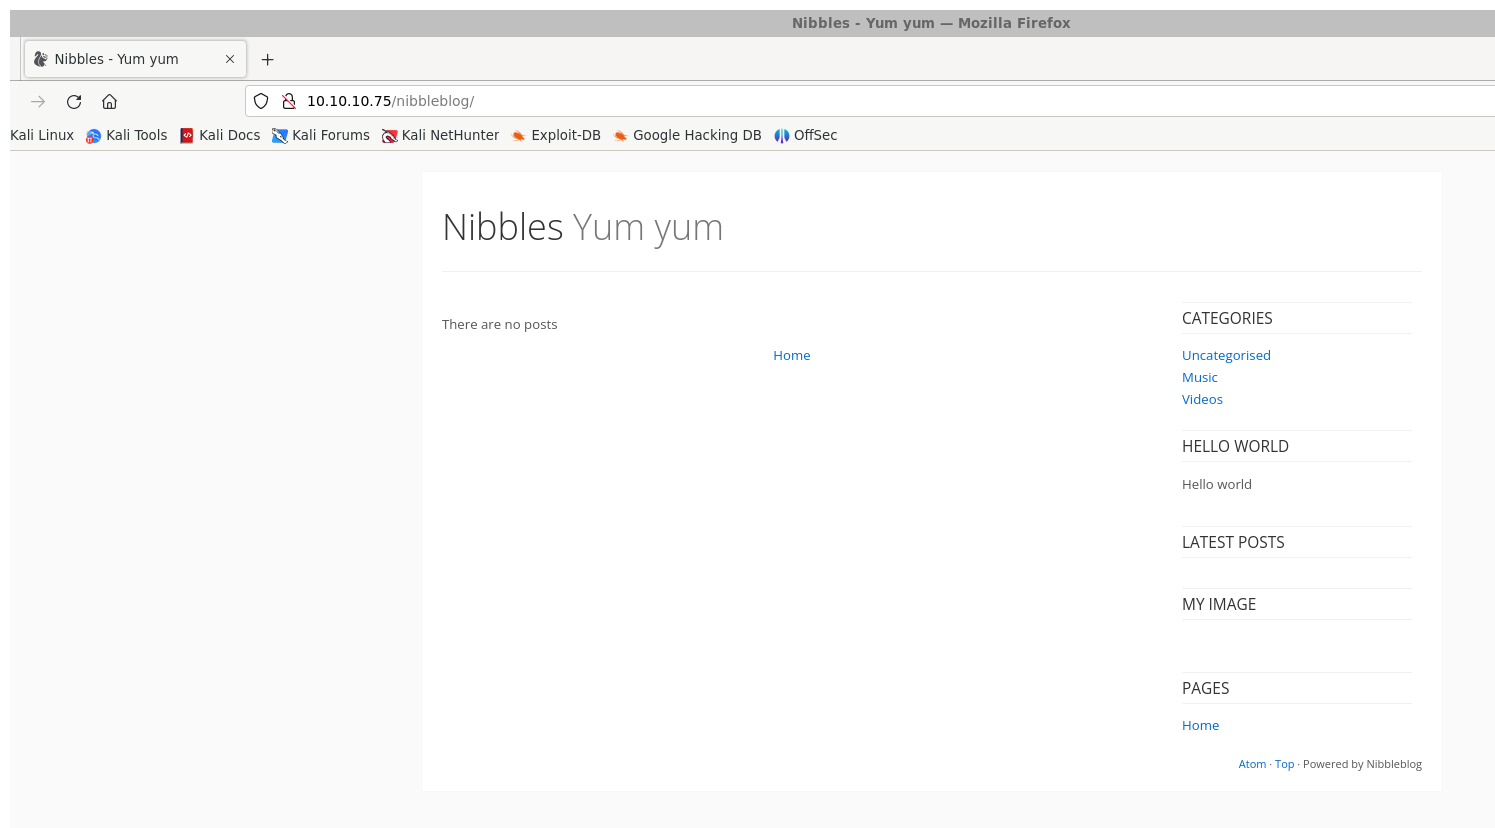 Nibbles - Yum yum — Mozilla Firefox
Nibbles - Yum yum
10.10.10.75/nibbleblog/
Kali Linux Kali Tools Kali Docs Kali Forums Kali NetHunter Exploit-DB Google Hacking DB OffSec
Nibbles Yum yum
There are no posts
Home
CATEGORIES
Uncategorised
Music
Videos
HELLO WORLD
Hello world
LATEST POSTS
MY IMAGE
PAGES
Home
Atom · Top · Powered by Nibbleblog